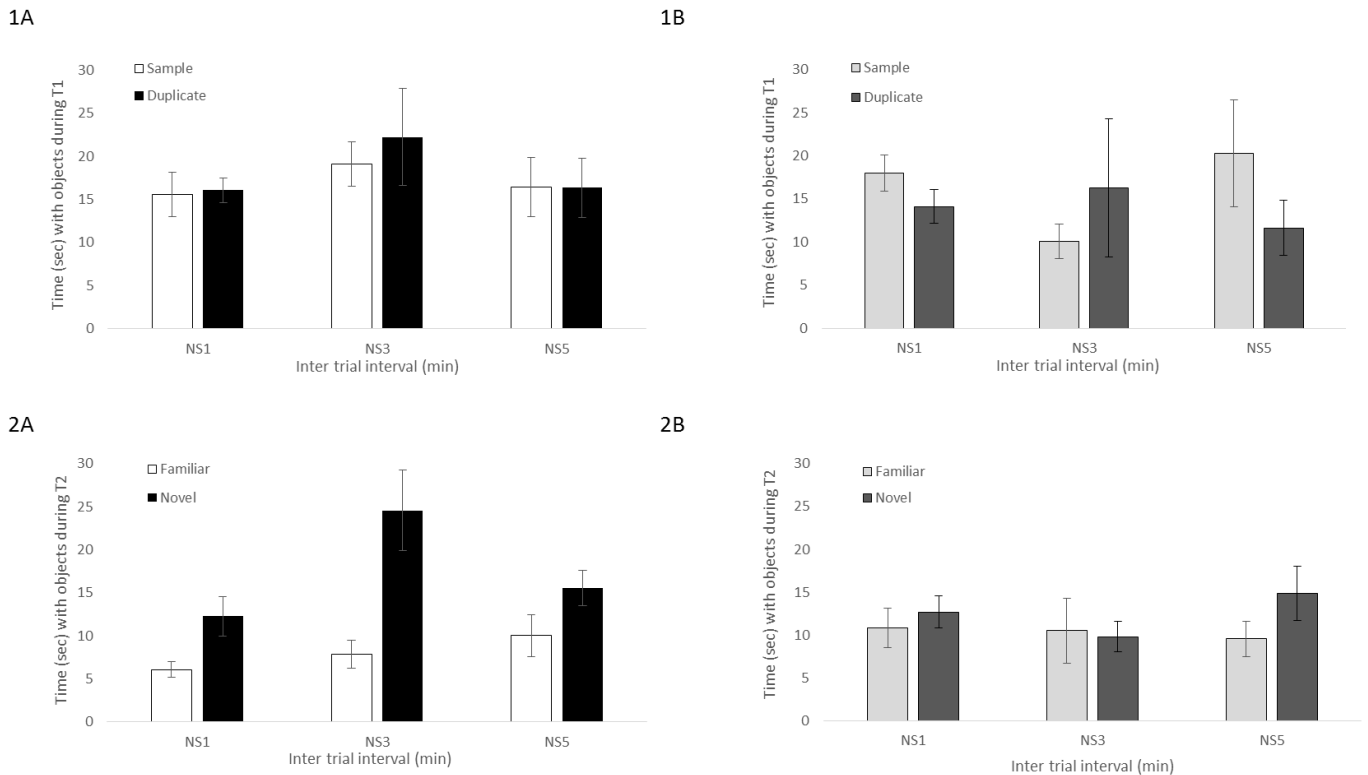 1A
Time (sec) with objects during T1
30
25
20
15
10
5
0
Sample
Duplicate
NS1 NS3 NS5
Inter trial interval (min)
1B
Time (sec) with objects during T1
30
25
20
15
10
5
0
Sample
Duplicate
NS1 NS3 NS5
Inter trial interval (min)
2A
Time (sec) with objects during T2
30
25
20
15
10
5
0
Familiar
Novel
NS1 NS3 NS5
Inter trial interval (min)
2B
Time (sec) with objects during T2
30
25
20
15
10
5
0
Familiar
Novel
NS1 NS3 NS5
Inter trial interval (min)